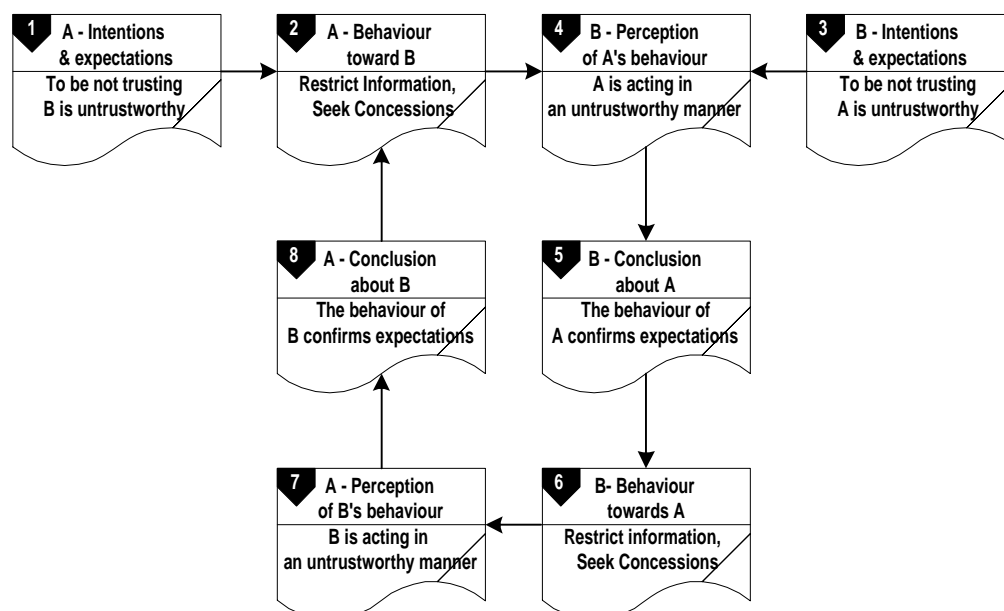 1
A - Intentions
& expectations
To be not trusting
B is untrustworthy
2
A - Behaviour
toward B
Restrict Information,
Seek Concessions
4
B - Perception
of A's behaviour
A is acting in
an untrustworthy manner
3
B - Intentions
& expectations
To be not trusting
A is untrustworthy
8
A - Conclusion
about B
The behaviour of
B confirms expectations
5
B - Conclusion
about A
The behaviour of
A confirms expectations
7
A - Perception
of B's behaviour
B is acting in
an untrustworthy manner
6
B- Behaviour
towards A
Restrict information,
Seek Concessions